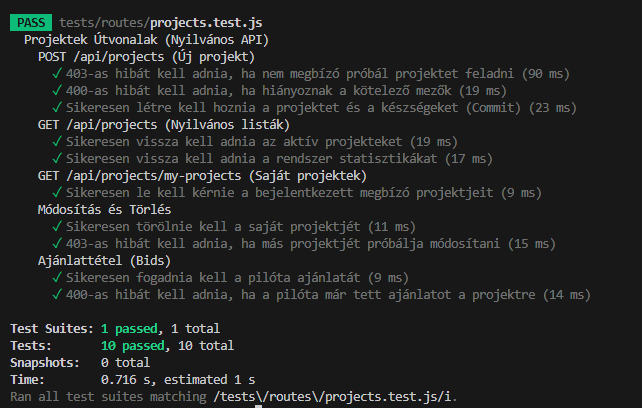 PASS tests/routes/projects.test.js
Projektek Útvonalak (Nyilvános API)
POST /api/projects (Új projekt)
✓ 403-as hibát kell adnia, ha nem megbízó próbál projektet feladni (90 ms)
✓ 400-as hibát kell adnia, ha hiányoznak a kötelező mezők (19 ms)
✓ Sikeresen létre kell hoznia a projektet és a készségeket (Commit) (23 ms)
GET /api/projects (Nyilvános listák)
✓ Sikeresen vissza kell adnia az aktív projekteket (19 ms)
✓ Sikeresen vissza kell adnia a rendszer statisztikákat (17 ms)
GET /api/projects/my-projects (Saját projektek)
✓ Sikeresen le kell kérnie a bejelentkezett megbízó projektjeit (9 ms)
Módosítás és Törlés
✓ Sikeresen törölnie kell a saját projektjét (11 ms)
✓ 403-as hibát kell adnia, ha más projektjét próbálja módosítani (15 ms)
Ajánlattétel (Bids)
✓ Sikeresen fogadnia kell a pilóta ajánlatát (9 ms)
✓ 400-as hibát kell adnia, ha a pilóta már tett ajánlatot a projektre (14 ms)
Test Suites: 1 passed, 1 total
Tests: 10 passed, 10 total
Snapshots: 0 total
Time: 0.716 s, estimated 1 s
Ran all test suites matching /tests\/routes\/projects.test.js/i.